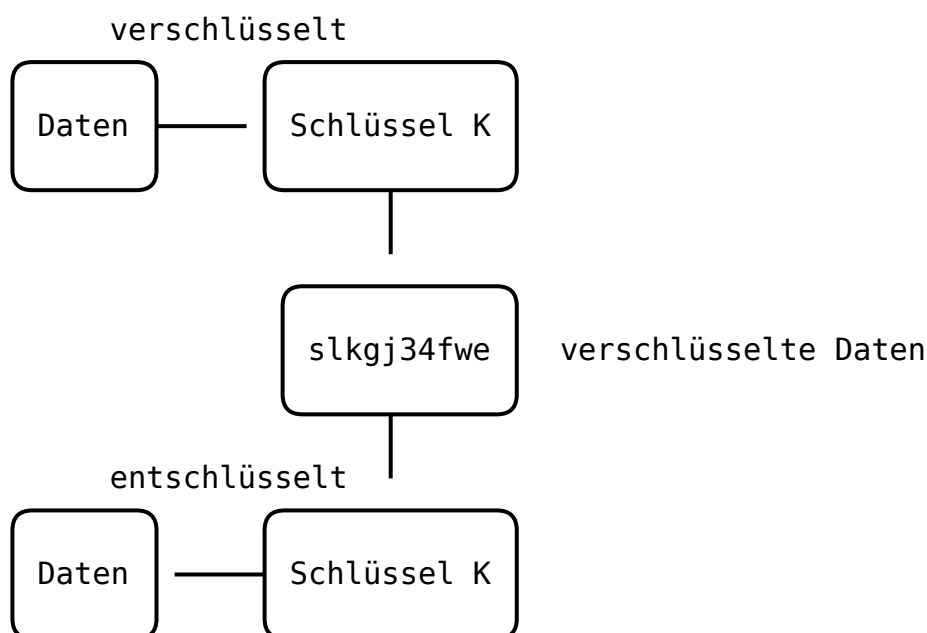 verschlüsselt
Daten
Schlüssel K
slkgj34fwe
verschlüsselte Daten
entschlüsselt
Daten
Schlüssel K